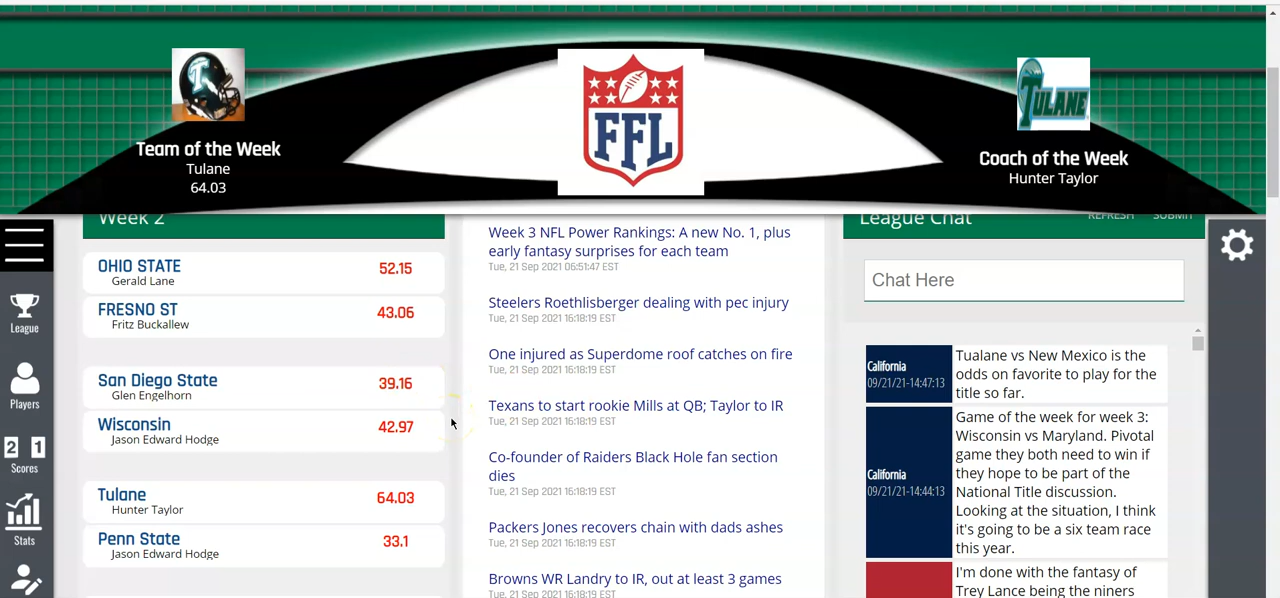 Team of the Week
Tulane
64.03
FFL
TULANE
Coach of the Week
Hunter Taylor
Week 2
OHIO STATE
Gerald Lane
52.15
FRESNO ST
Fritz Buckallew
43.06
San Diego State
Glen Engelhorn
39.16
Wisconsin
Jason Edward Hodge
42.97
Tulane
Hunter Taylor
64.03
Penn State
Jason Edward Hodge
33.1
Week 3 NFL Power Rankings: A new No. 1, plus
early fantasy surprises for each team
Tue, 21 Sep 2021 06:51:47 EST
Steelers Roethlisberger dealing with pec injury
Tue, 21 Sep 2021 16:18:19 EST
One injured as Superdome roof catches on fire
Tue, 21 Sep 2021 16:18:19 EST
Texans to start rookie Mills at QB; Taylor to IR
Tue, 21 Sep 2021 16:18:19 EST
Co-founder of Raiders Black Hole fan section
dies
Tue, 21 Sep 2021 16:18:19 EST
Packers Jones recovers chain with dads ashes
Tue, 21 Sep 2021 16:18:19 EST
Browns WR Landry to IR, out at least 3 games
League Chat
REFRESH
SUBMIT
Chat Here
California
09/21/21-14:47:13
Tualane vs New Mexico is the
odds on favorite to play for the
title so far.
California
09/21/21-14:44:13
Game of the week for week 3:
Wisconsin vs Maryland. Pivotal
game they both need to win if
they hope to be part of the
National Title discussion.
Looking at the situation, I think
it's going to be a six team race
this year.
I'm done with the fantasy of
Trey Lance being the niners
League
Players
2 1
Scores
Stats